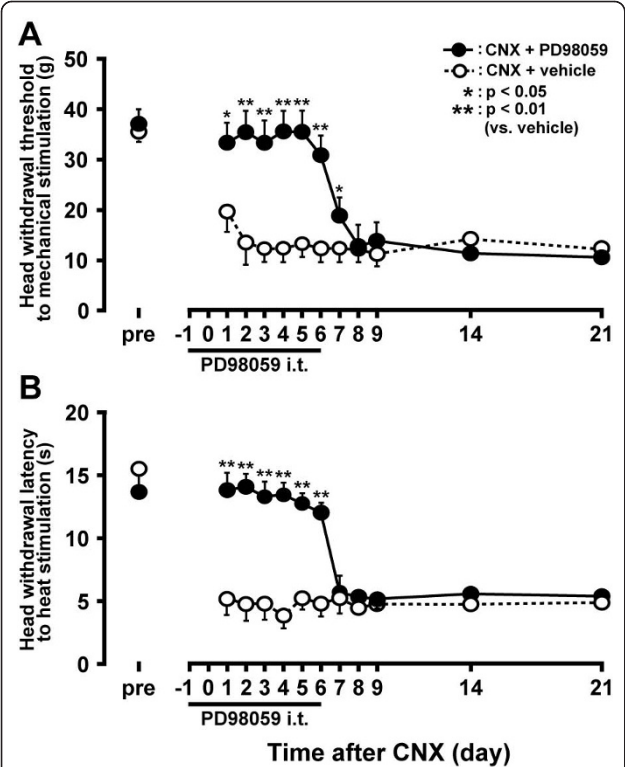 A
Head withdrawal threshold
to mechanical stimulation (g)
50
40
30
20
10
0
: CNX + PD98059
: CNX + vehicle
* : p < 0.05
** : p < 0.01
(vs. vehicle)
* ** ** ** ** ** *
pre -1 0 1 2 3 4 5 6 7 8 9 14 21
PD98059 i.t.
B
Head withdrawal latency
to heat stimulation (s)
20
15
10
5
0
** ** ** ** ** **
pre -1 0 1 2 3 4 5 6 7 8 9 14 21
PD98059 i.t.
Time after CNX (day)